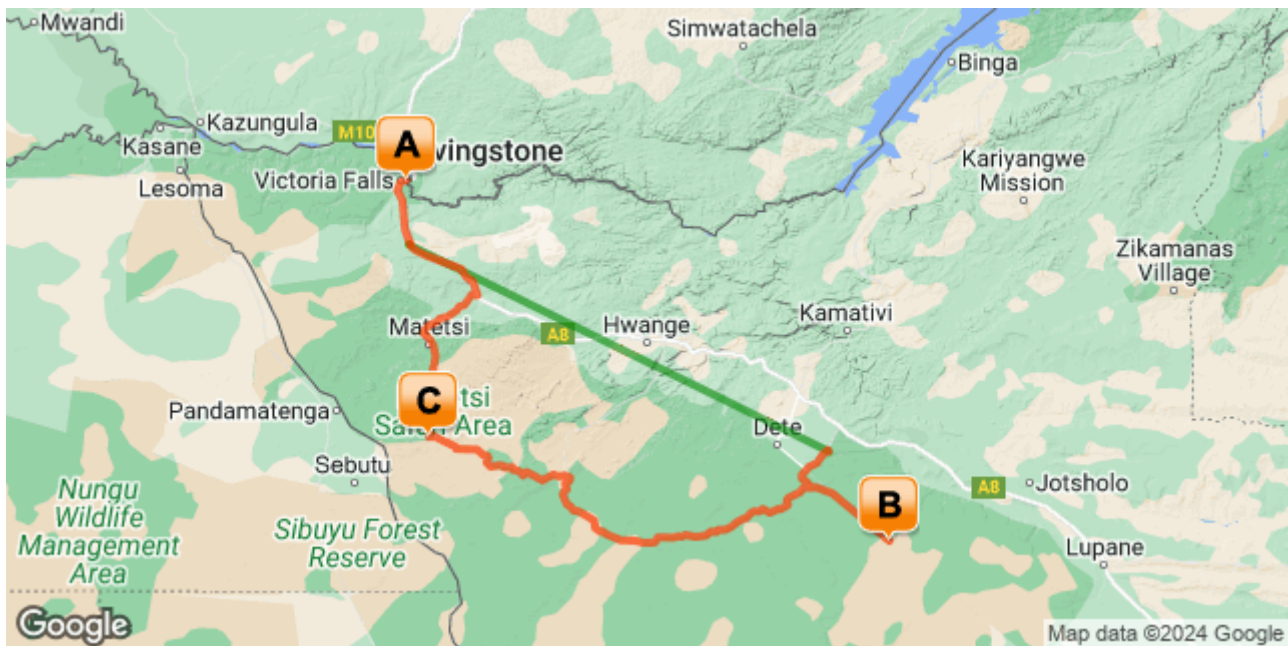 Mwandi
Simwatachela
Binga
Kazungula
M10
A
Kasane
vingstone
Kariyangwe
Mission
Lesoma
Victoria Falls
Zikamanas
Village
Matetsi
A8
Hwange
Kamativi
C
tsi
Pandamatenga
Safari Area
Dete
Sebutu
B
A8
Jotsholo
Nungu
Wildlife
Management
Area
Sibuyu Forest
Reserve
Lupane
Google
Map data ©2024 Google